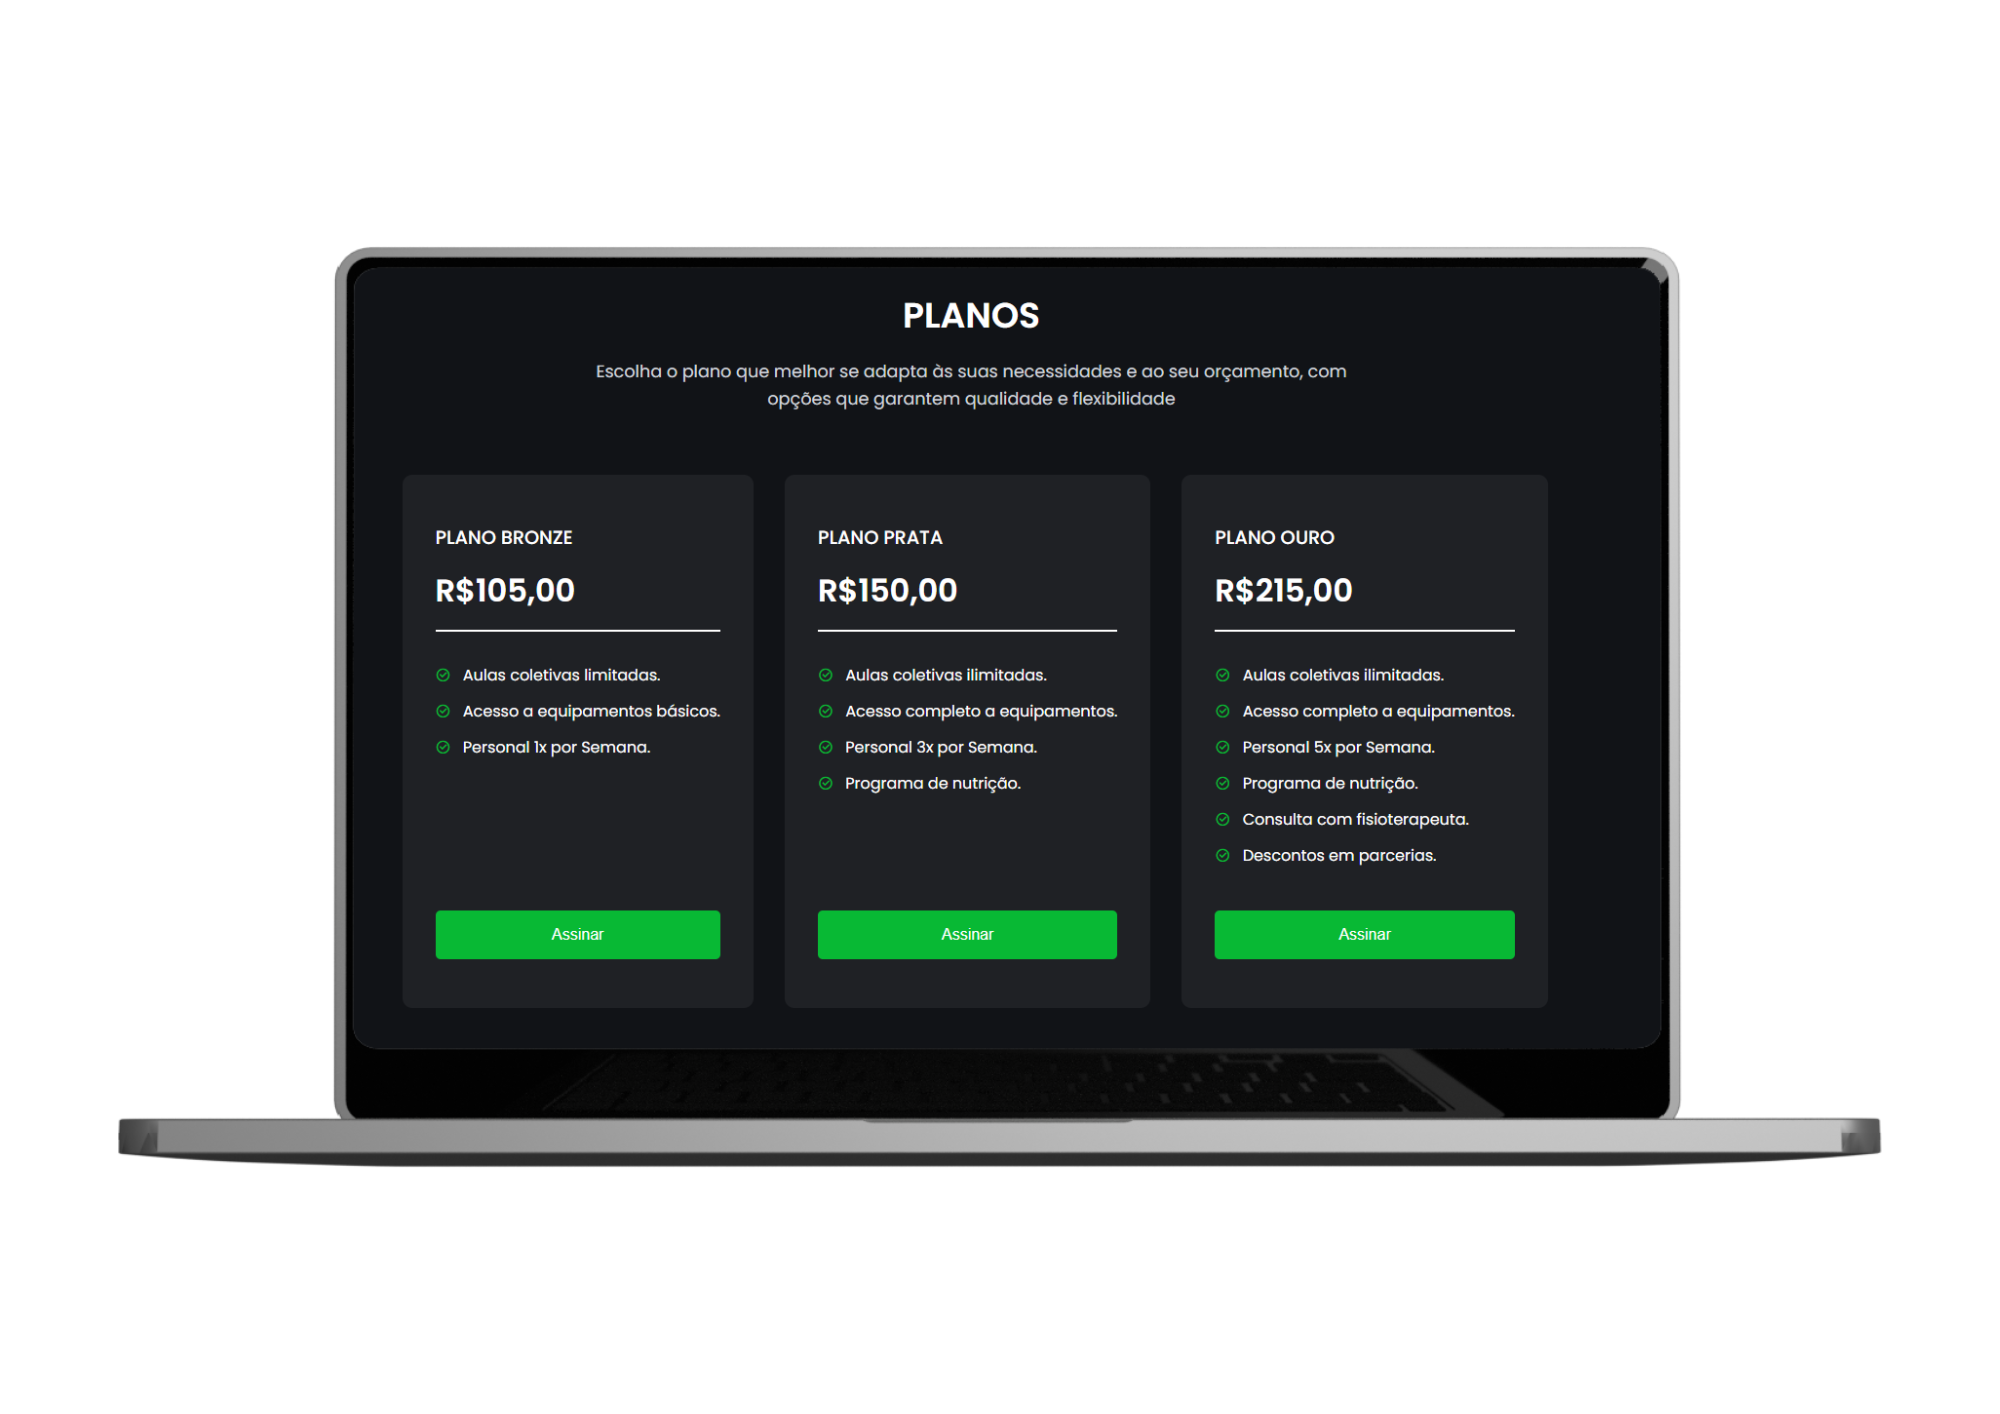 PLANOS
Escolha o plano que melhor se adapta às suas necessidades e ao seu orçamento, com
opções que garantem qualidade e flexibilidade
PLANO BRONZE
R$105,00
Aulas coletivas limitadas.
Acesso a equipamentos básicos.
Personal 1x por Semana.
Assinar
PLANO PRATA
R$150,00
Aulas coletivas ilimitadas.
Acesso completo a equipamentos.
Personal 3x por Semana.
Programa de nutrição.
Assinar
PLANO OURO
R$215,00
Aulas coletivas ilimitadas.
Acesso completo a equipamentos.
Personal 5x por Semana.
Programa de nutrição.
Consulta com fisioterapeuta.
Descontos em parcerias.
Assinar